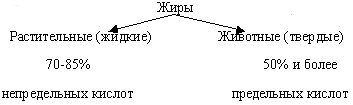 Жиры
Растительные (жидкие) Животные (твердые)
70-85% 50% и более
непредельных кислот предельных кислот